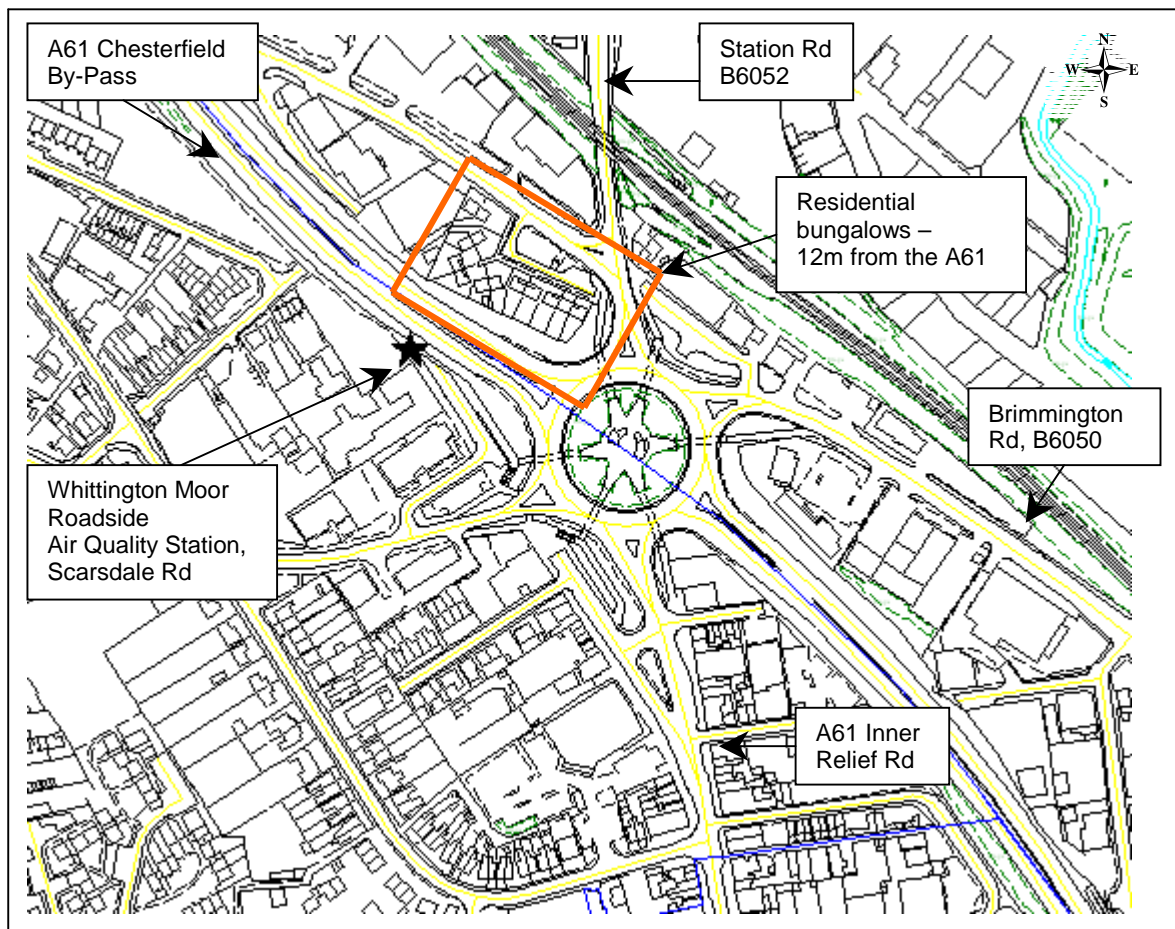 A61 Chesterfield
By-Pass
Station Rd
B6052
N
W
E
S
Residential
bungalows –
12m from the A61
Brimmington
Rd, B6050
Whittington Moor
Roadside
Air Quality Station,
Scarsdale Rd
A61 Inner
Relief Rd